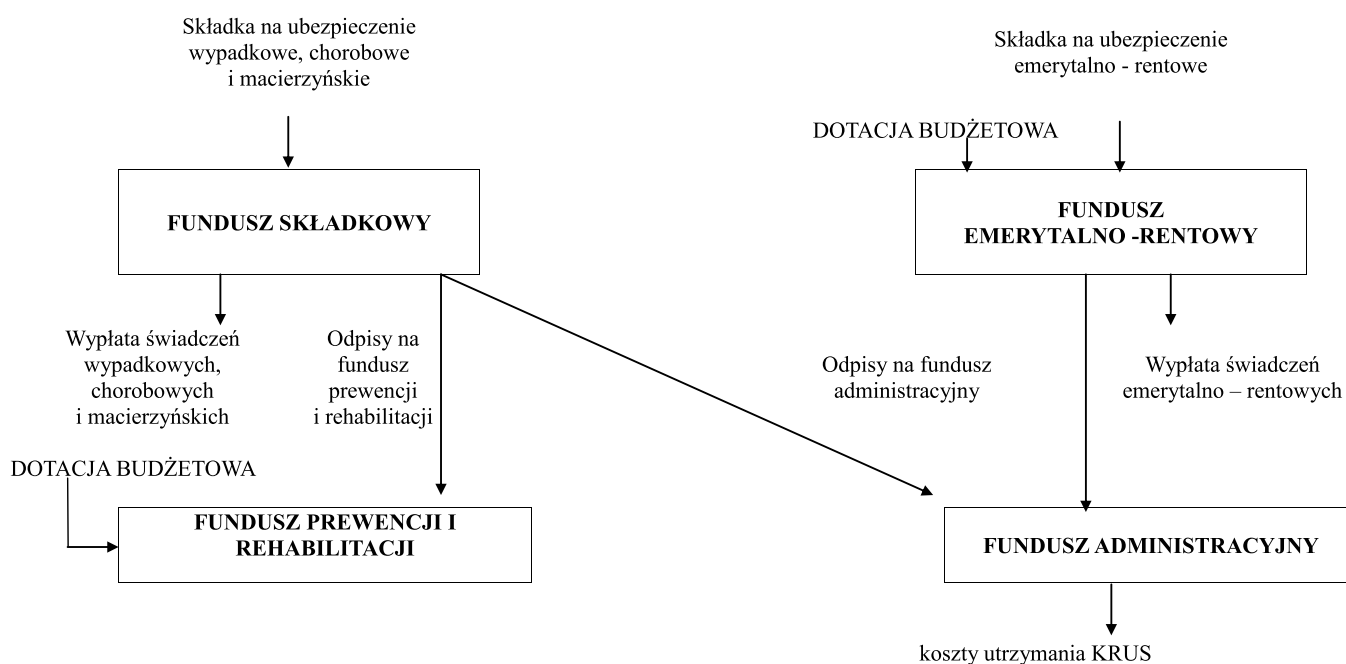 Składka na ubezpieczenie
wypadkowe, chorobowe
i macierzyńskie
Składka na ubezpieczenie
emerytalno - rentowe
DOTACJA BUDŻETOWA
FUNDUSZ SKŁADKOWY
FUNDUSZ
EMERYTALNO -RENTOWY
Wypłata świadczeń
wypadkowych,
chorobowych
i macierzyńskich
Odpisy na
fundusz
prewencji
i rehabilitacji
Odpisy na fundusz
administracyjny
Wypłata świadczeń
emerytalno – rentowych
DOTACJA BUDŻETOWA
FUNDUSZ PREWENCJI I
REHABILITACJI
FUNDUSZ ADMINISTRACYJNY
koszty utrzymania KRUS